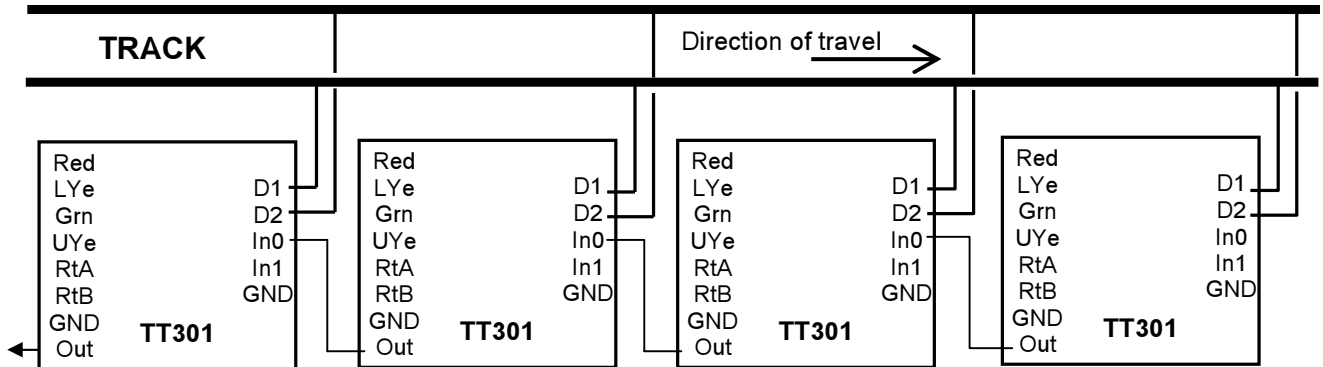 TRACK
Direction of travel
Red
LYe
Grn
UYe
RtA
RtB
GND
Out
D1
D2
In0
In1
GND
TT301
Red
LYe
Grn
UYe
RtA
RtB
GND
Out
D1
D2
In0
In1
GND
TT301
Red
LYe
Grn
UYe
RtA
RtB
GND
Out
D1
D2
In0
In1
GND
TT301
Red
LYe
Grn
UYe
RtA
RtB
GND
Out
D1
D2
In0
In1
GND
TT301